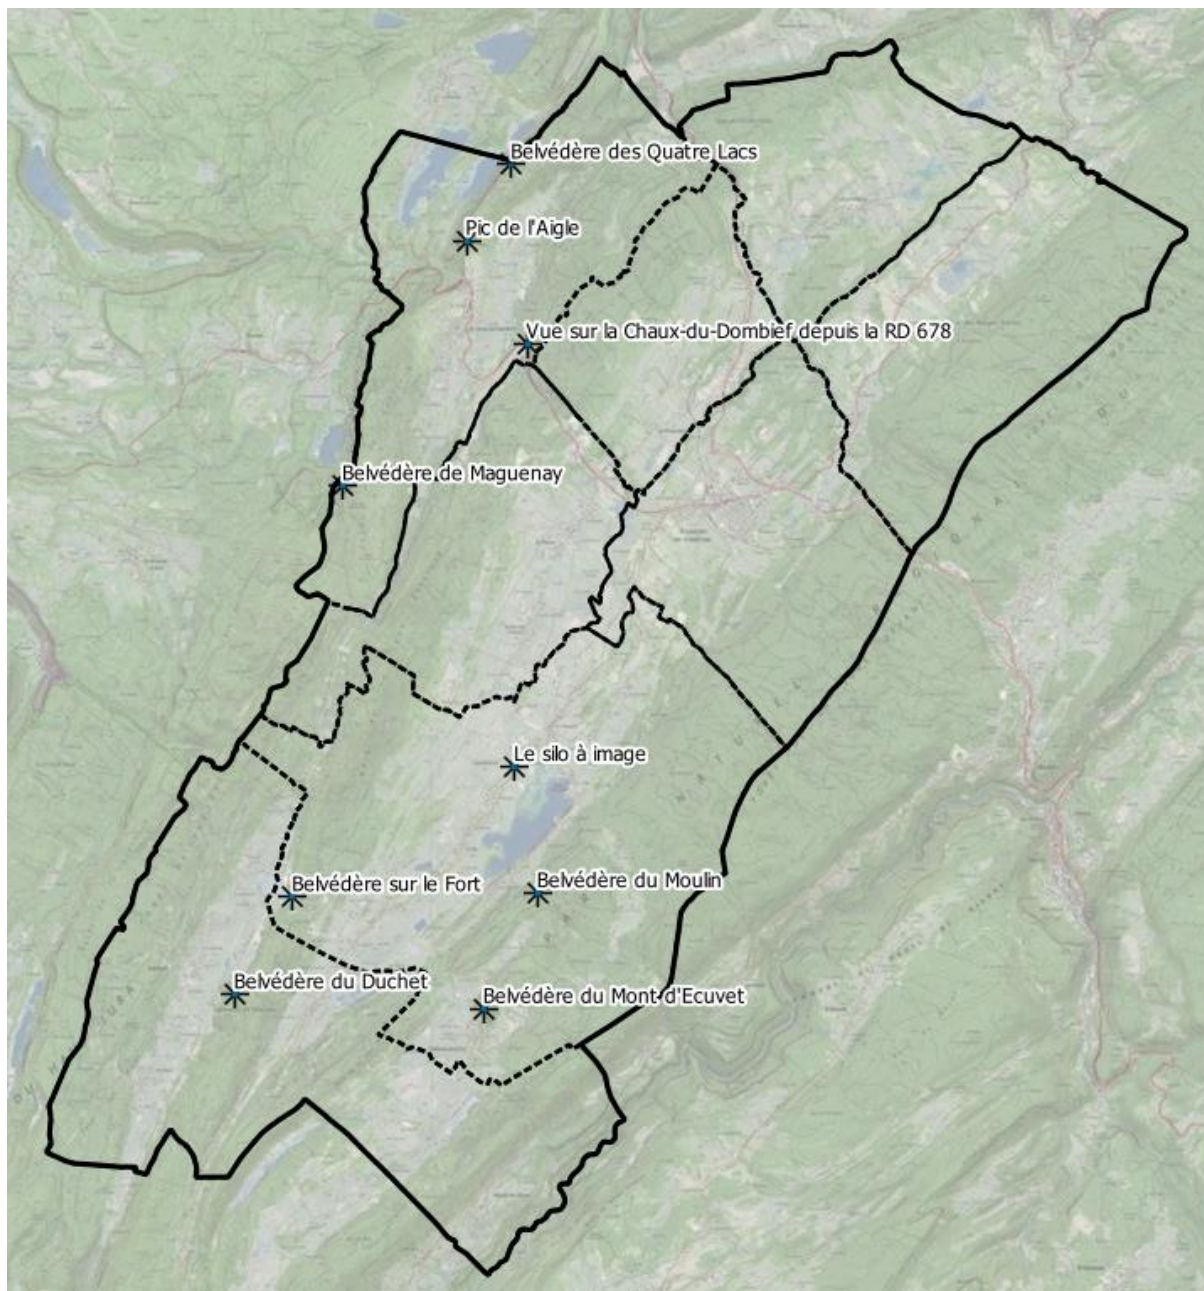 Belvédère des Quatre Lacs
Pic de l'Aigle
Vue sur la Chaux-du-Dombief depuis la RD 678
Belvédère de Maguenay
Le silo à image
Belvédère sur le Fort
Belvédère du Moulin
Belvédère du Duchet
Belvédère du Mont-d'Ecuvet